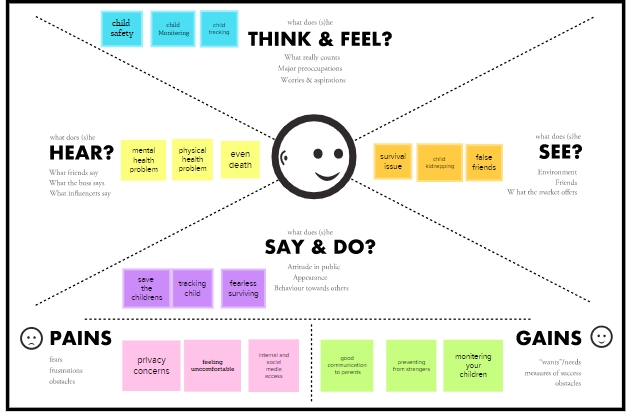 child
safety
child
Monitering
child
tracking
what does (s)he
THINK & FEEL?
What really counts
Major preoccupations
Worries & aspirations
what does (s)he
HEAR?
What friends say
What the boss says
What influencers say
mental
health
problem
physical
health
problem
even
death
survival
issue
child
kidnapping
false
friends
what does (s)he
SEE?
Environment
Friends
What the market offers
what does (s)he
SAY & DO?
Attitude in public
Appearance
Behaviour towards others
save
the
childrens
tracking
child
fearless
surviving
PAINS
fears
frustrations
obstacles
privacy
concerns
feeling
uncomfortable
internal and
social
media
access
good
communication
to parents
preventing
from strangers
monitering
your
children
GAINS
"wants"/needs
measures of success
obstacles